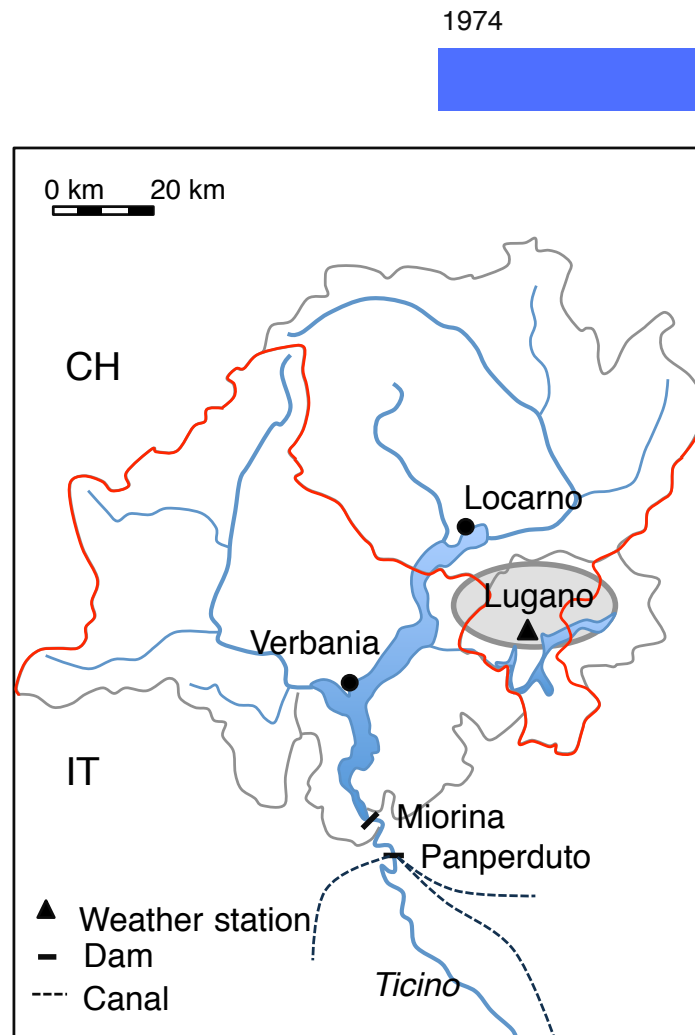 1974
0 km 20 km
CH
Locarno
Lugano
Verbania
IT
Miorina
Panperduto
Weather station
Dam
Ticino
Canal